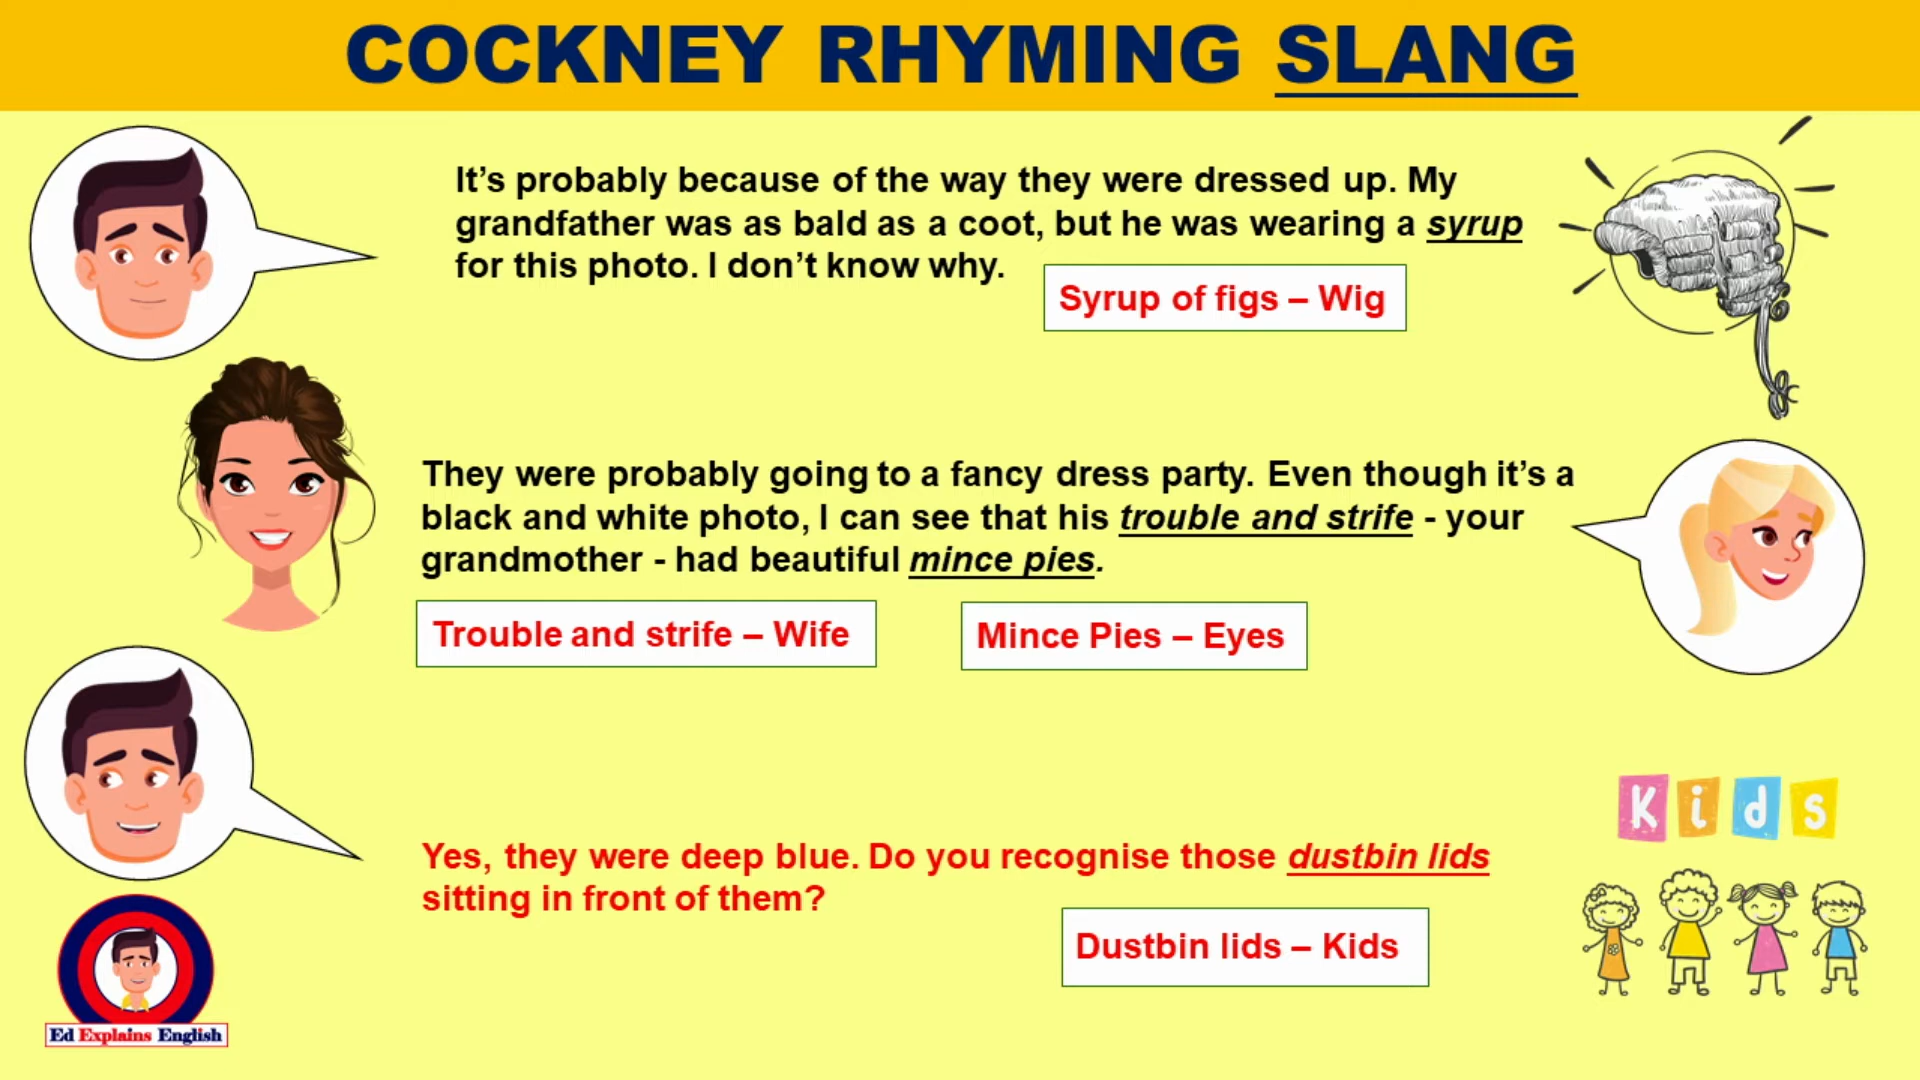 COCKNEY RHYMING SLANG
It’s probably because of the way they were dressed up. My
grandfather was as bald as a coot, but he was wearing a syrup
for this photo. I don’t know why.
Syrup of figs – Wig
They were probably going to a fancy dress party. Even though it’s a
black and white photo, I can see that his trouble and strife - your
grandmother - had beautiful mince pies.
Trouble and strife – Wife
Mince Pies – Eyes
Kids
Yes, they were deep blue. Do you recognise those dustbin lids
sitting in front of them?
Dustbin lids – Kids
Ed Explains English